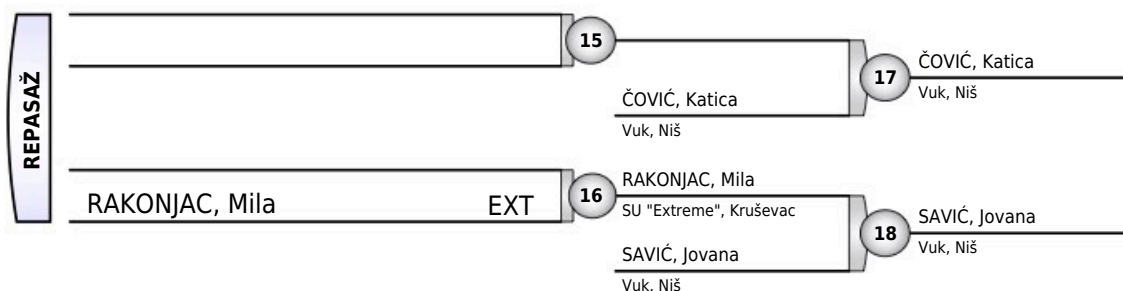 REPASAŽ
15
ČOVIĆ, Katica
Vuk, Niš
17
ČOVIĆ, Katica
Vuk, Niš
RAKONJAC, Mila EXT
16
RAKONJAC, Mila
SU "Extreme", Kruševac
SAVIĆ, Jovana
Vuk, Niš
18
SAVIĆ, Jovana
Vuk, Niš